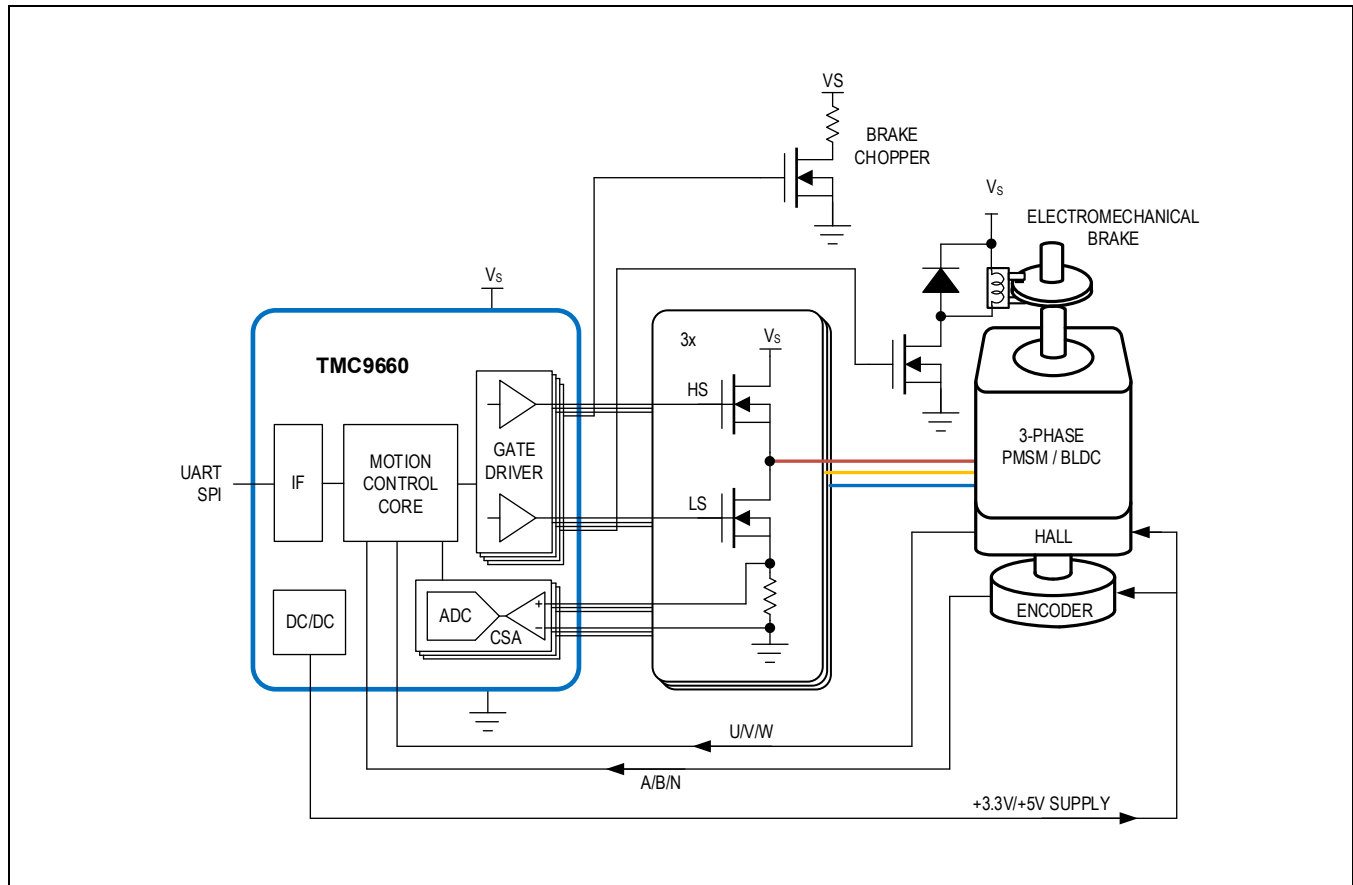 VS
BRAKE
CHOPPER
VS
ELECTROMECHANICAL
BRAKE
VS
TMC9660
3x
VS
HS
GATE
DRIVER
MOTION
CONTROL
CORE
IF
UART
SPI
3-PHASE
PMSM / BLDC
LS
HALL
ADC
+
CSA
-
DC/DC
ENCODER
U/V/W
A/B/N
+3.3V/+5V SUPPLY